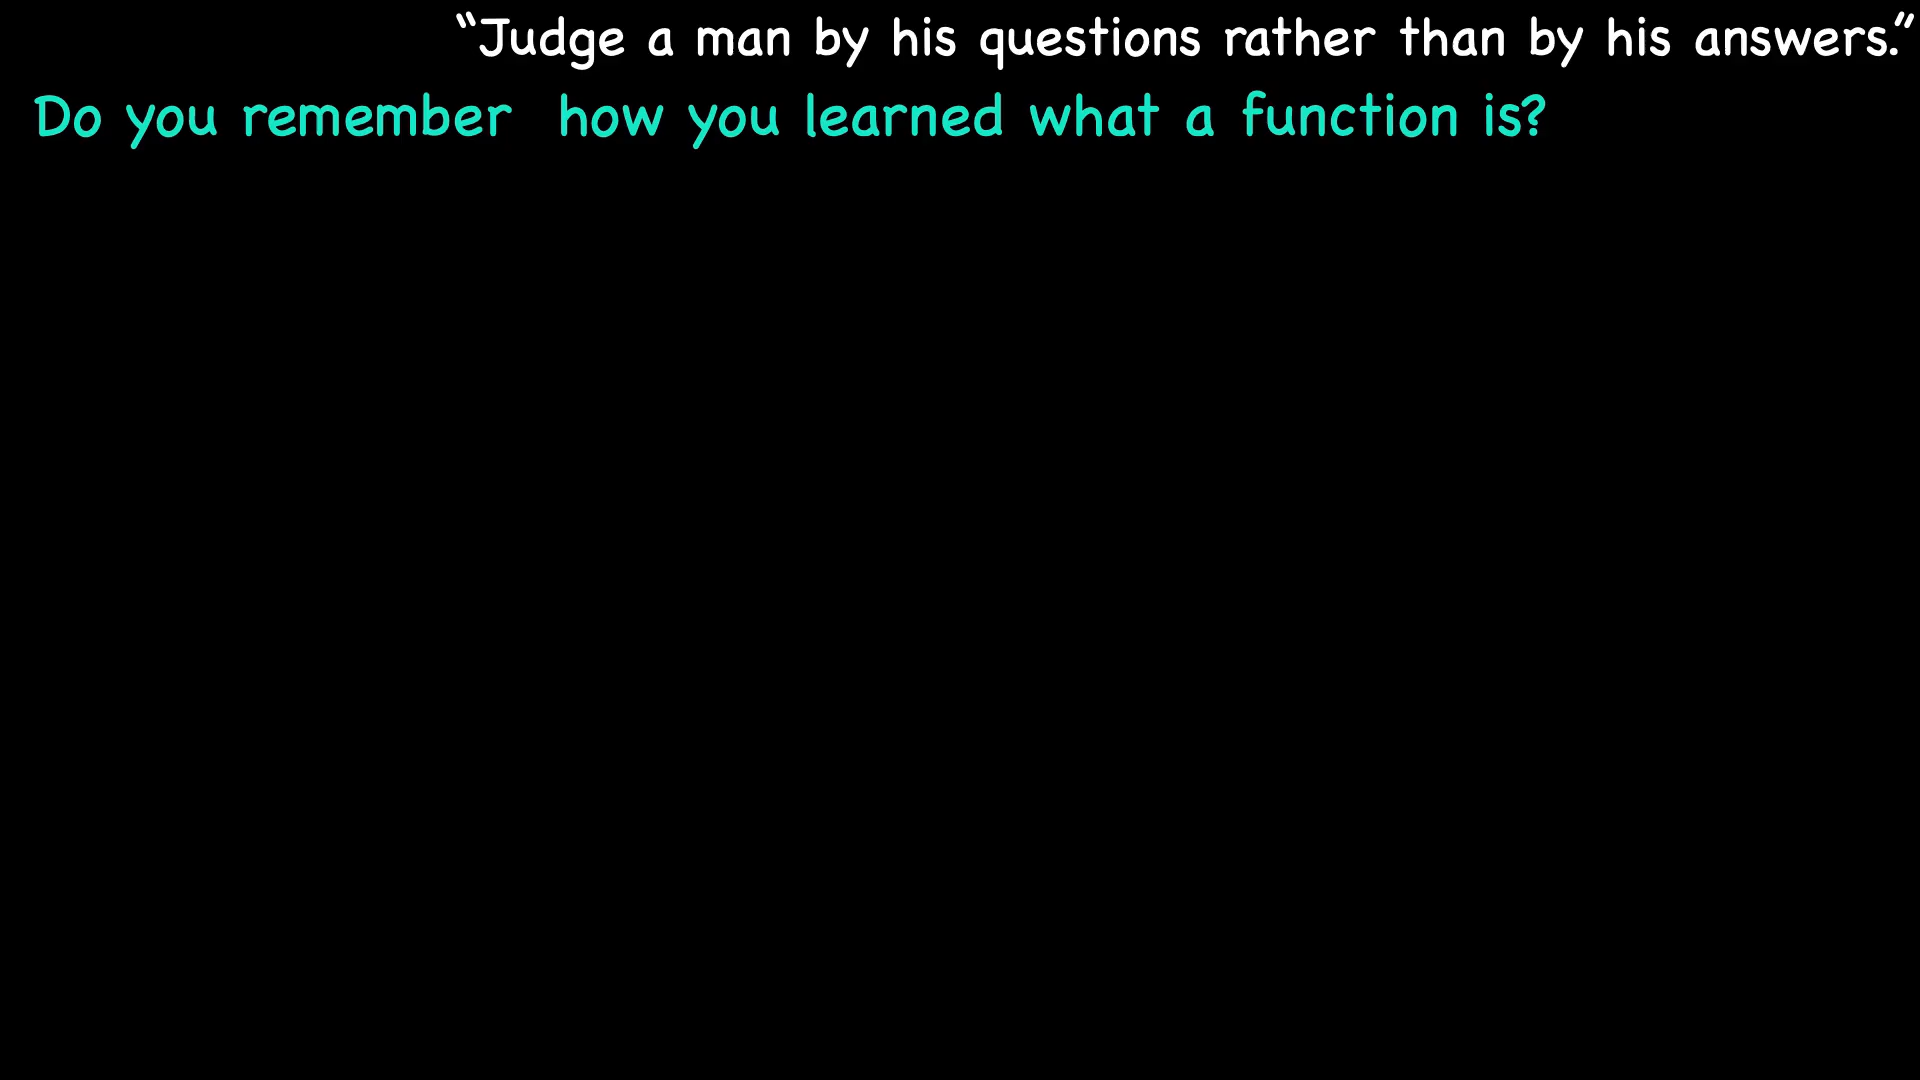 “Judge a man by his questions rather than by his answers.”
Do you remember  how you learned what a function is?